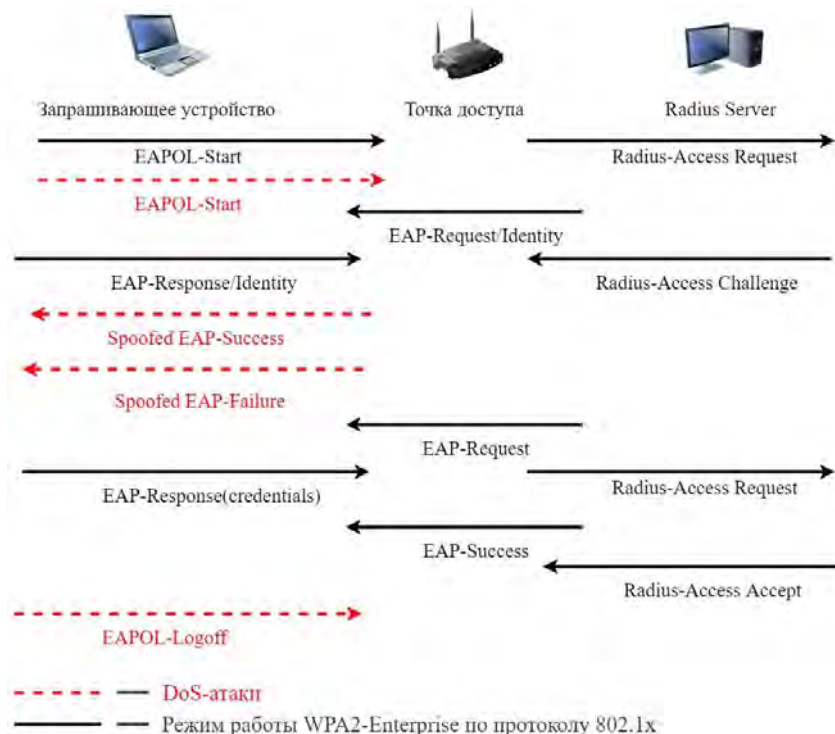 Запрашивающее устройство
Точка доступа
Radius Server
EAPOL-Start
Radius-Access Request
EAPOL-Start
EAP-Request/Identity
EAP-Response/Identity
Radius-Access Challenge
Spoofed EAP-Success
Spoofed EAP-Failure
EAP-Request
EAP-Response(credentials)
Radius-Access Request
EAP-Success
Radius-Access Accept
EAPOL-Logoff
DoS-атаки
Режим работы WPA2-Enterprise по протоколу 802.1x